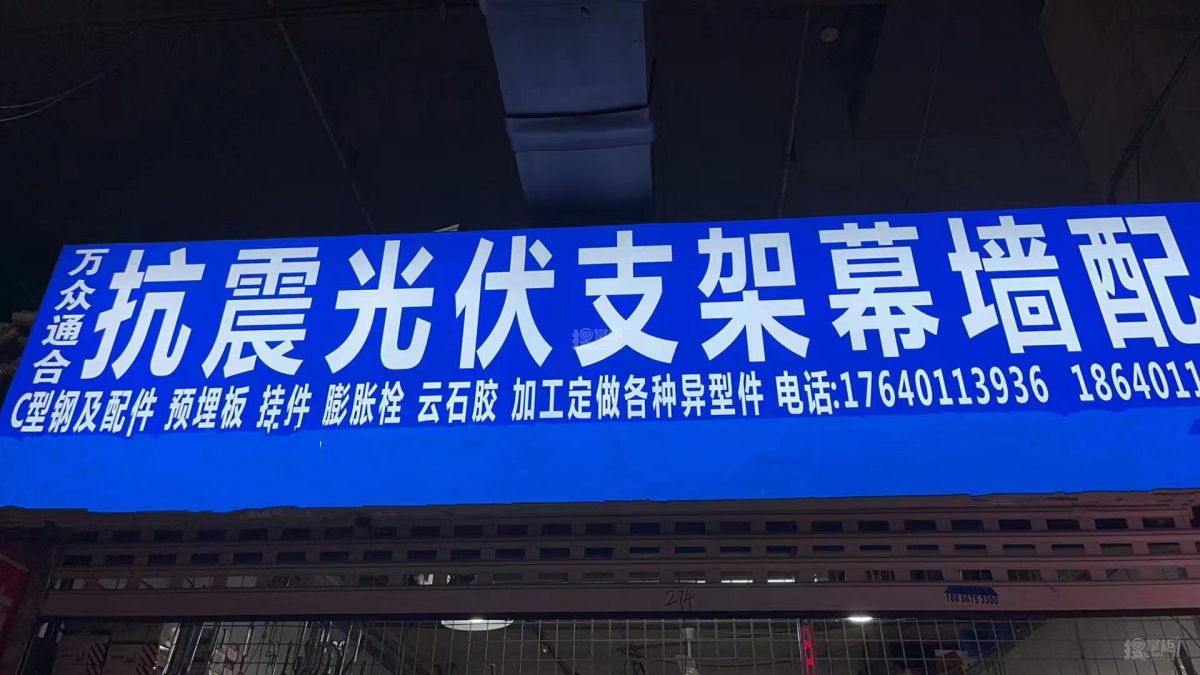 万众通合
抗震光伏支架幕墙配
C型钢及配件 预埋板 挂件 膨胀栓 云石胶 加工定做各种异型件 电话:17640113936 1864011
274